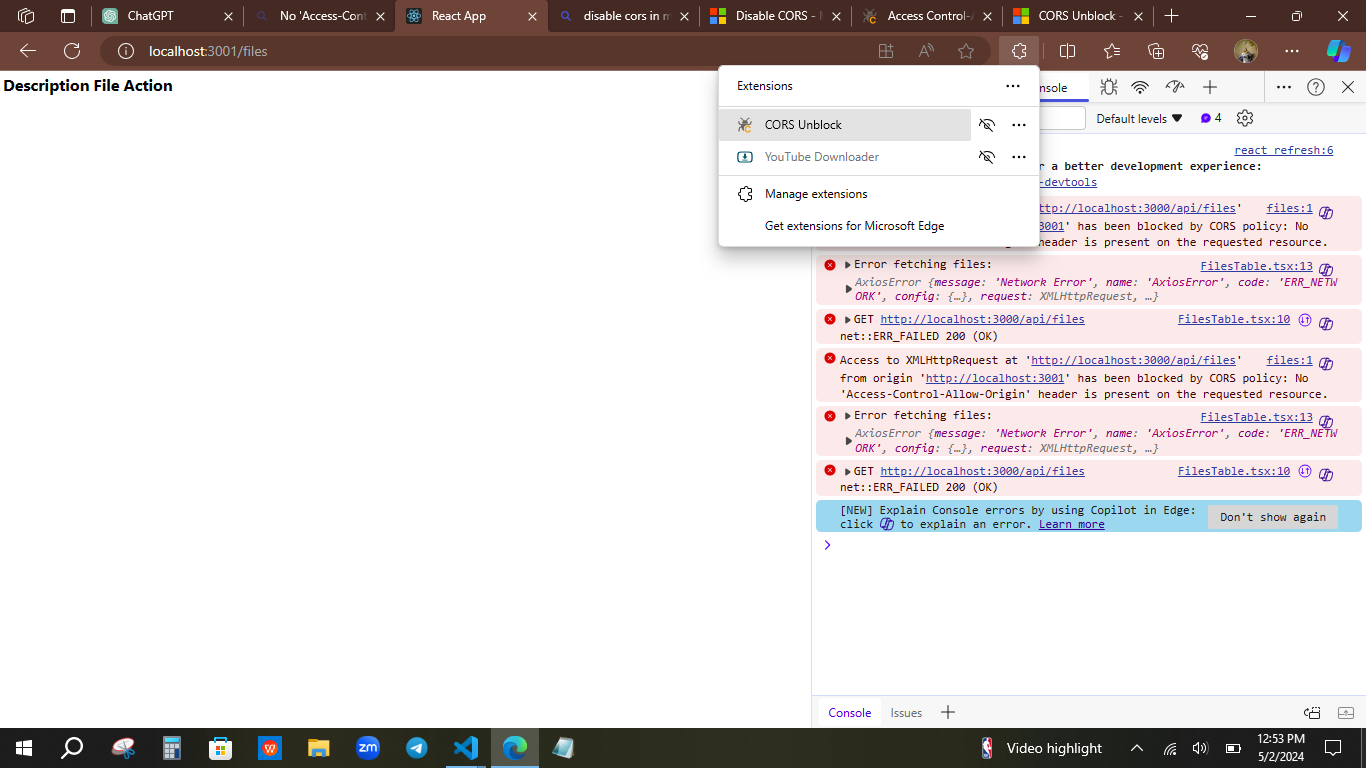 ChatGPT
No 'Access-Cont
React App
disable cors in m
Disable CORS - M
Access Control-A
CORS Unblock -
localhost:3001/files
Description File Action
Extensions
CORS Unblock
YouTube Downloader
Manage extensions
Get extensions for Microsoft Edge
nsole
Default levels
4
react refresh:6
r a better development experience:
-devtools
ttp://localhost:3000/api/files' files:1
3001' has been blocked by CORS policy: No
header is present on the requested resource.
Error fetching files: FilesTable.tsx:13
AxiosError {message: 'Network Error', name: 'AxiosError', code: 'ERR_NETW
ORK', config: {…}, request: XMLHttpRequest, …}
GET http://localhost:3000/api/files FilesTable.tsx:10
net::ERR_FAILED 200 (OK)
Access to XMLHttpRequest at 'http://localhost:3000/api/files' files:1
from origin 'http://localhost:3001' has been blocked by CORS policy: No
'Access-Control-Allow-Origin' header is present on the requested resource.
Error fetching files: FilesTable.tsx:13
AxiosError {message: 'Network Error', name: 'AxiosError', code: 'ERR_NETW
ORK', config: {…}, request: XMLHttpRequest, …}
GET http://localhost:3000/api/files FilesTable.tsx:10
net::ERR_FAILED 200 (OK)
[NEW] Explain Console errors by using Copilot in Edge:
click to explain an error. Learn more
Don't show again
Console
Issues
zm
Video highlight
12:53 PM
5/2/2024